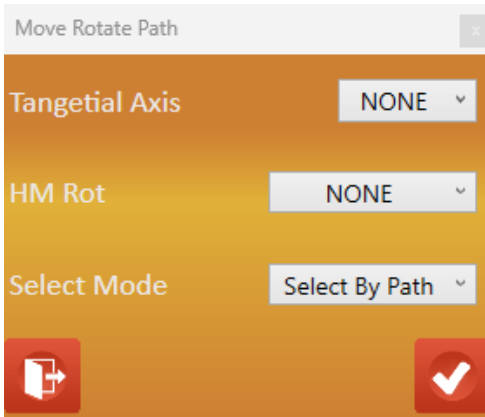 Move Rotate Path
Tangetial Axis NONE
HM Rot NONE
Select Mode Select By Path